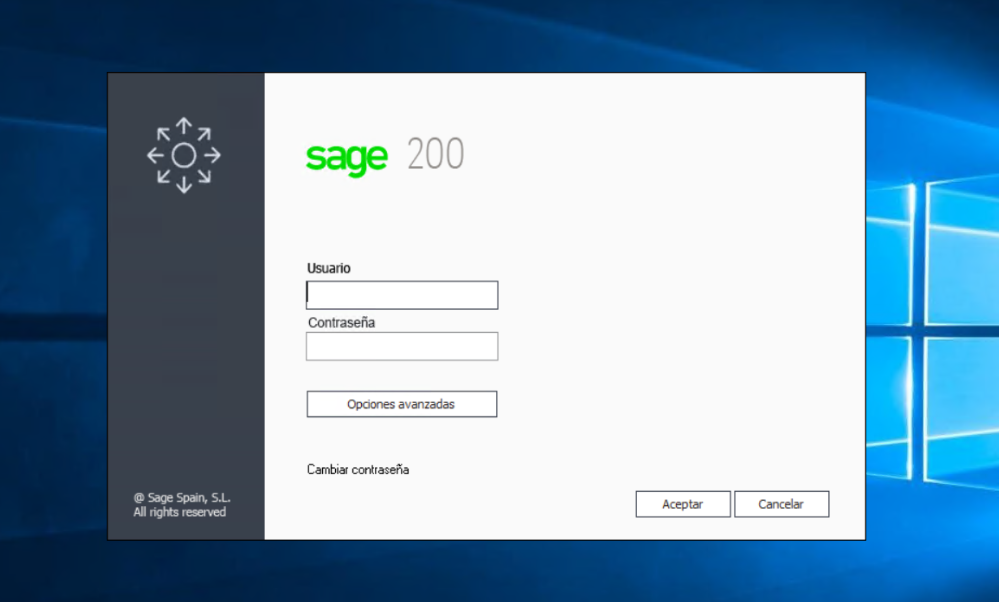 sage 200
Usuario
Contraseña
Opciones avanzadas
Cambiar contraseña
@ Sage Spain, S.L.
All rights reserved
Aceptar
Cancelar